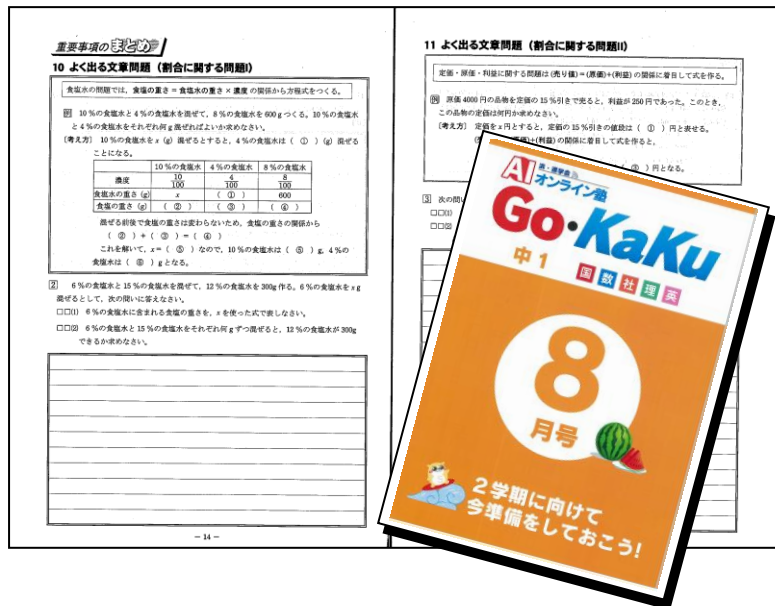 重要事項のまとめ
10 よく出る文章問題（割合に関する問題Ⅰ）
食塩水の問題では，食塩の重さ = 食塩水の重さ × 濃度 の関係から方程式をつくる。
例 10％の食塩水と4％の食塩水を混ぜて，8％の食塩水を600gつくる。10％の食塩水
と4％の食塩水をそれぞれ何g混ぜればよいか求めなさい。
〔考え方〕 10％の食塩水をx（g）混ぜるとすると，4％の食塩水は（ ① ）（g）混ぜる
ことになる。
10％の食塩水 4％の食塩水 8％の食塩水
濃度 10/100 4/100 8/100
食塩水の重さ（g） x （ ① ） 600
食塩の重さ（g） （ ② ） （ ③ ） （ ④ ）
混ぜる前後で食塩の重さは変わらないため，食塩の重さの関係から
（ ② ）+（ ③ ）=（ ④ ）
これを解いて，x=（ ⑤ ）なので，10％の食塩水は（ ⑤ ）g，4％の
食塩水は（ ⑥ ）gとなる。
2 6％の食塩水と15％の食塩水を混ぜて，12％の食塩水を300g作る。6％の食塩水をxg
混ぜるとして，次の問いに答えなさい。
□□(1) 6％の食塩水に含まれる食塩の重さを，xを使った式で表しなさい。
□□(2) 6％の食塩水と15％の食塩水をそれぞれ何gずつ混ぜると，12％の食塩水が300g
できるか求めなさい。
－14－
11 よく出る文章問題（割合に関する問題Ⅱ）
定価・原価・利益に関する問題は（売り値）=（原価）+（利益）の関係に着目して式を作る。
例 原価4000円の品物を定価の15％引きで売ると，利益が250円であった。このとき，
この品物の定価は何円か求めなさい。
〔考え方〕 定価をx円とすると，定価の15％引きの値段は（ ① ）円と表せる。
)+(利益)の関係に着目して式を作ると，
③ ）円となる。
3 次の問い
□□(1)
□□(2)
AI
オンライン塾
Go・KaKu
中1
国 数 社 理 英
8
月号
2学期に向けて
今準備をしておこう!